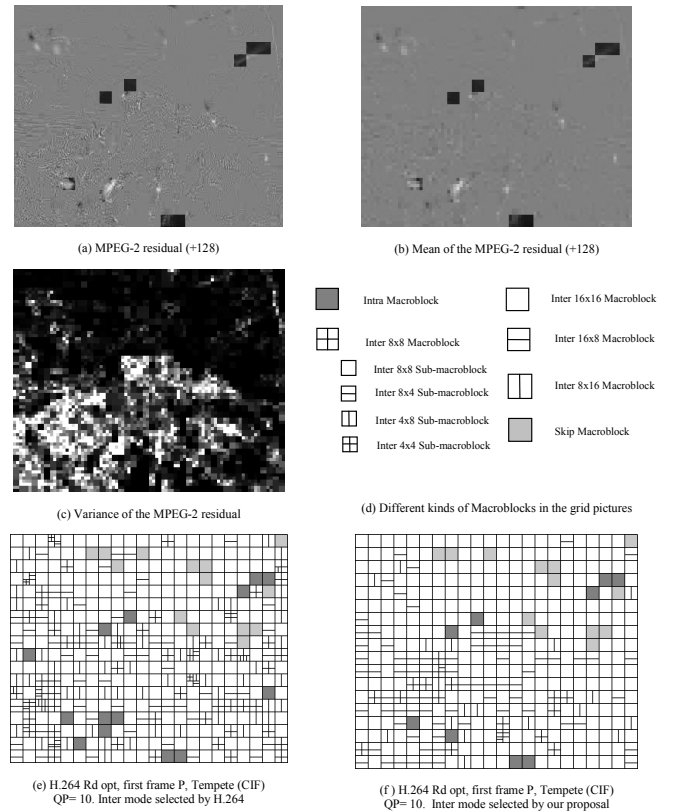 (a) MPEG-2 residual (+128)
(b) Mean of the MPEG-2 residual (+128)
Intra Macroblock
Inter 16x16 Macroblock
Inter 8x8 Macroblock
Inter 16x8 Macroblock
Inter 8x8 Sub-macroblock
Inter 8x4 Sub-macroblock
Inter 8x16 Macroblock
Inter 4x8 Sub-macroblock
Inter 4x4 Sub-macroblock
Skip Macroblock
(c) Variance of the MPEG-2 residual
(d) Different kinds of Macroblocks in the grid pictures
(e) H.264 Rd opt, first frame P, Tempete (CIF)
QP= 10. Inter mode selected by H.264
(f ) H.264 Rd opt, first frame P, Tempete (CIF)
QP= 10. Inter mode selected by our proposal